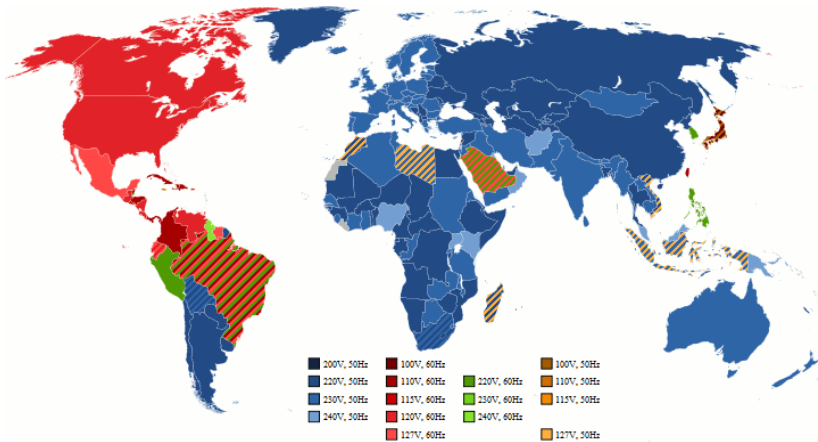 200V, 50Hz 100V, 60Hz 100V, 50Hz
220V, 50Hz 110V, 60Hz 220V, 60Hz 110V, 50Hz
230V, 50Hz 115V, 60Hz 230V, 60Hz 115V, 50Hz
240V, 50Hz 120V, 60Hz 240V, 60Hz
127V, 60Hz 127V, 50Hz